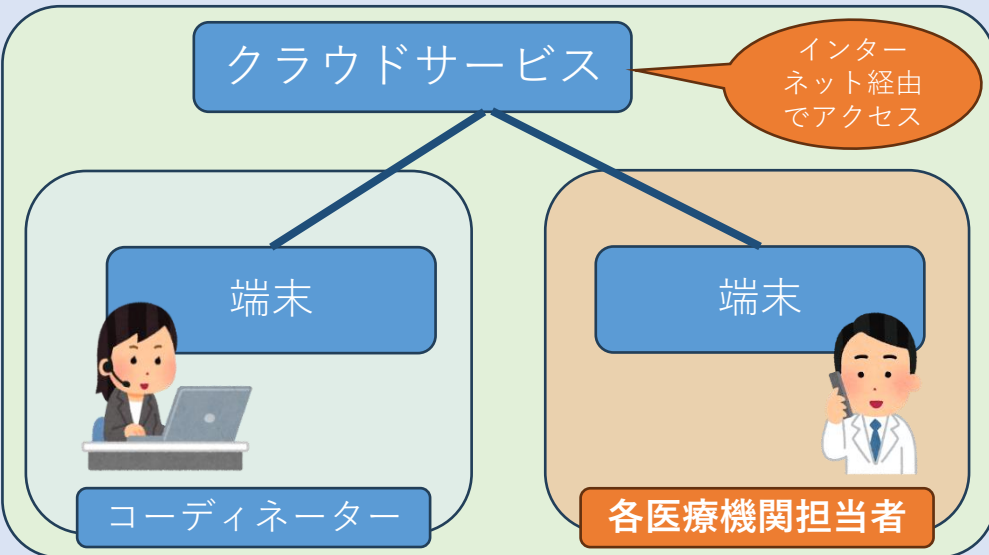 クラウドサービス
インター
ネット経由
でアクセス
端末
端末
コーディネーター
各医療機関担当者